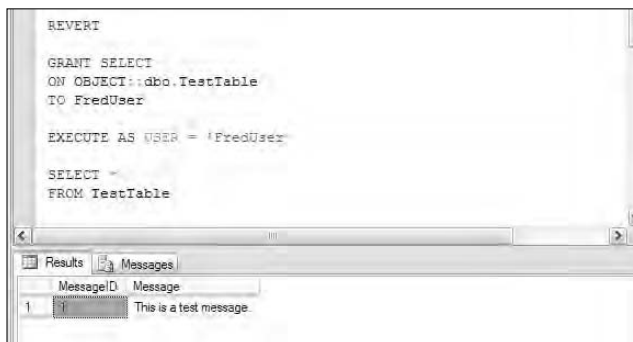 REVERT
GRANT SELECT
ON OBJECT::dbo.TestTable
TO FredUser
EXECUTE AS USER = 'FredUser'
SELECT *
FROM TestTable
Results Messages
MessageID Message
1 1 This is a test message.